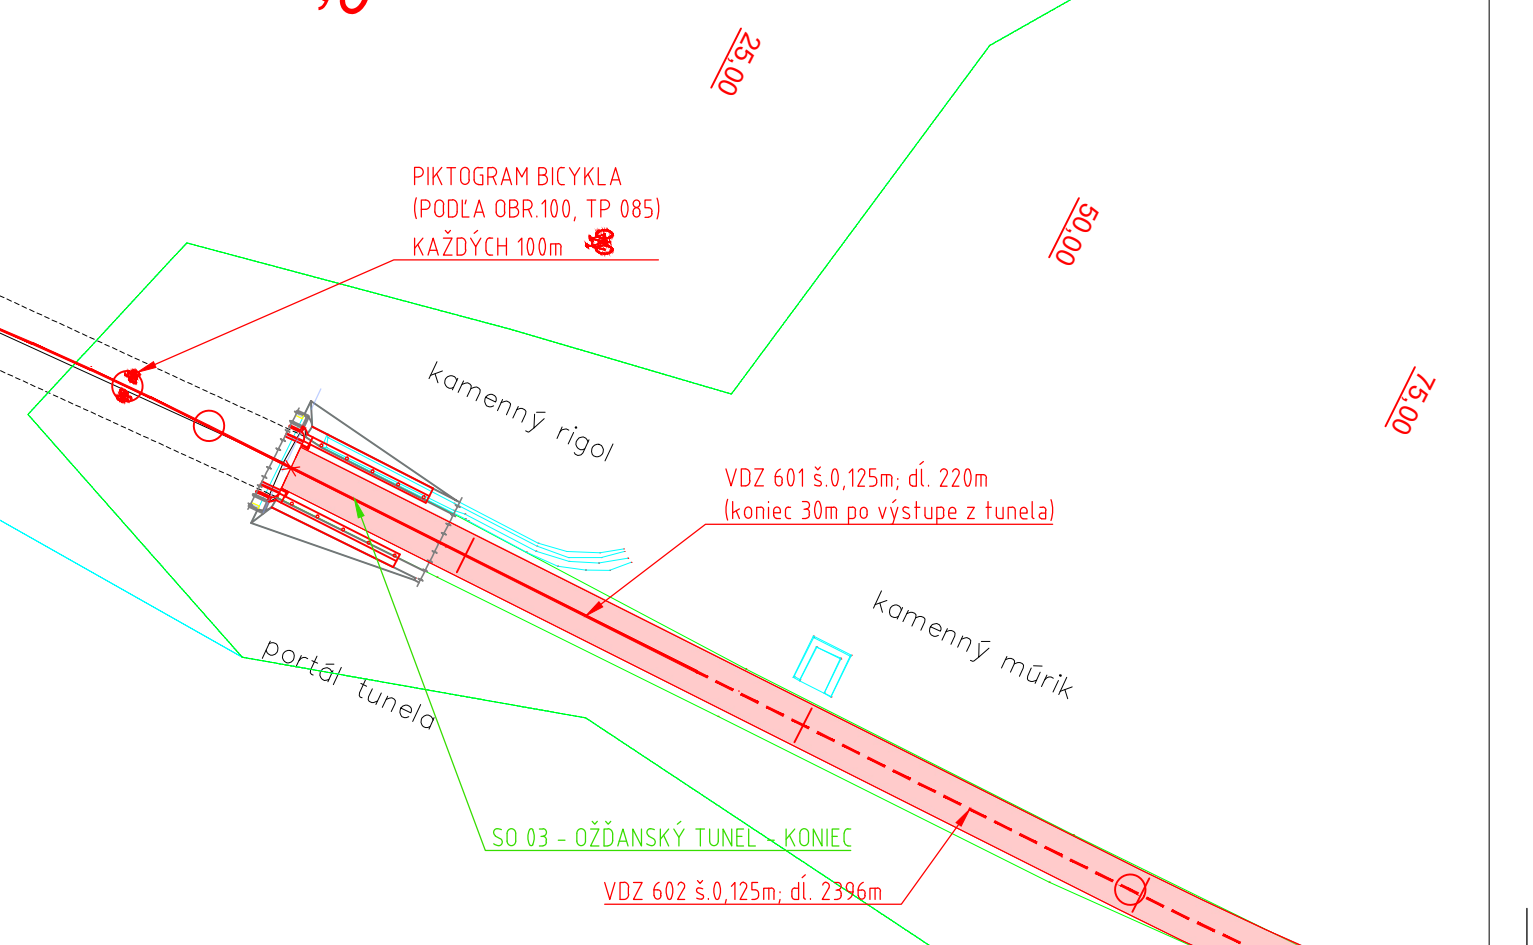 25,00
PIKTOGRAM BICYKLA
(PODĽA OBR.100, TP 085)
KAŽDÝCH 100m
50,00
kamenný rigol
75,00
VDZ 601 š.0,125m; dĺ. 220m
(koniec 30m po výstupe z tunela)
kamenný múrik
portál tunela
SO 03 - OŽĎANSKÝ TUNEL - KONIEC
VDZ 602 š.0,125m; dĺ. 2396m